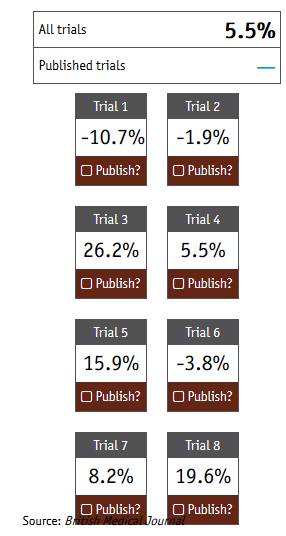 All trials 5.5%
Published trials —
Trial 1 Trial 2
-10.7% -1.9%
Publish? Publish?
Trial 3 Trial 4
26.2% 5.5%
Publish? Publish?
Trial 5 Trial 6
15.9% -3.8%
Publish? Publish?
Trial 7 Trial 8
8.2% 19.6%
Publish? Publish?
Source: British Medical Journal